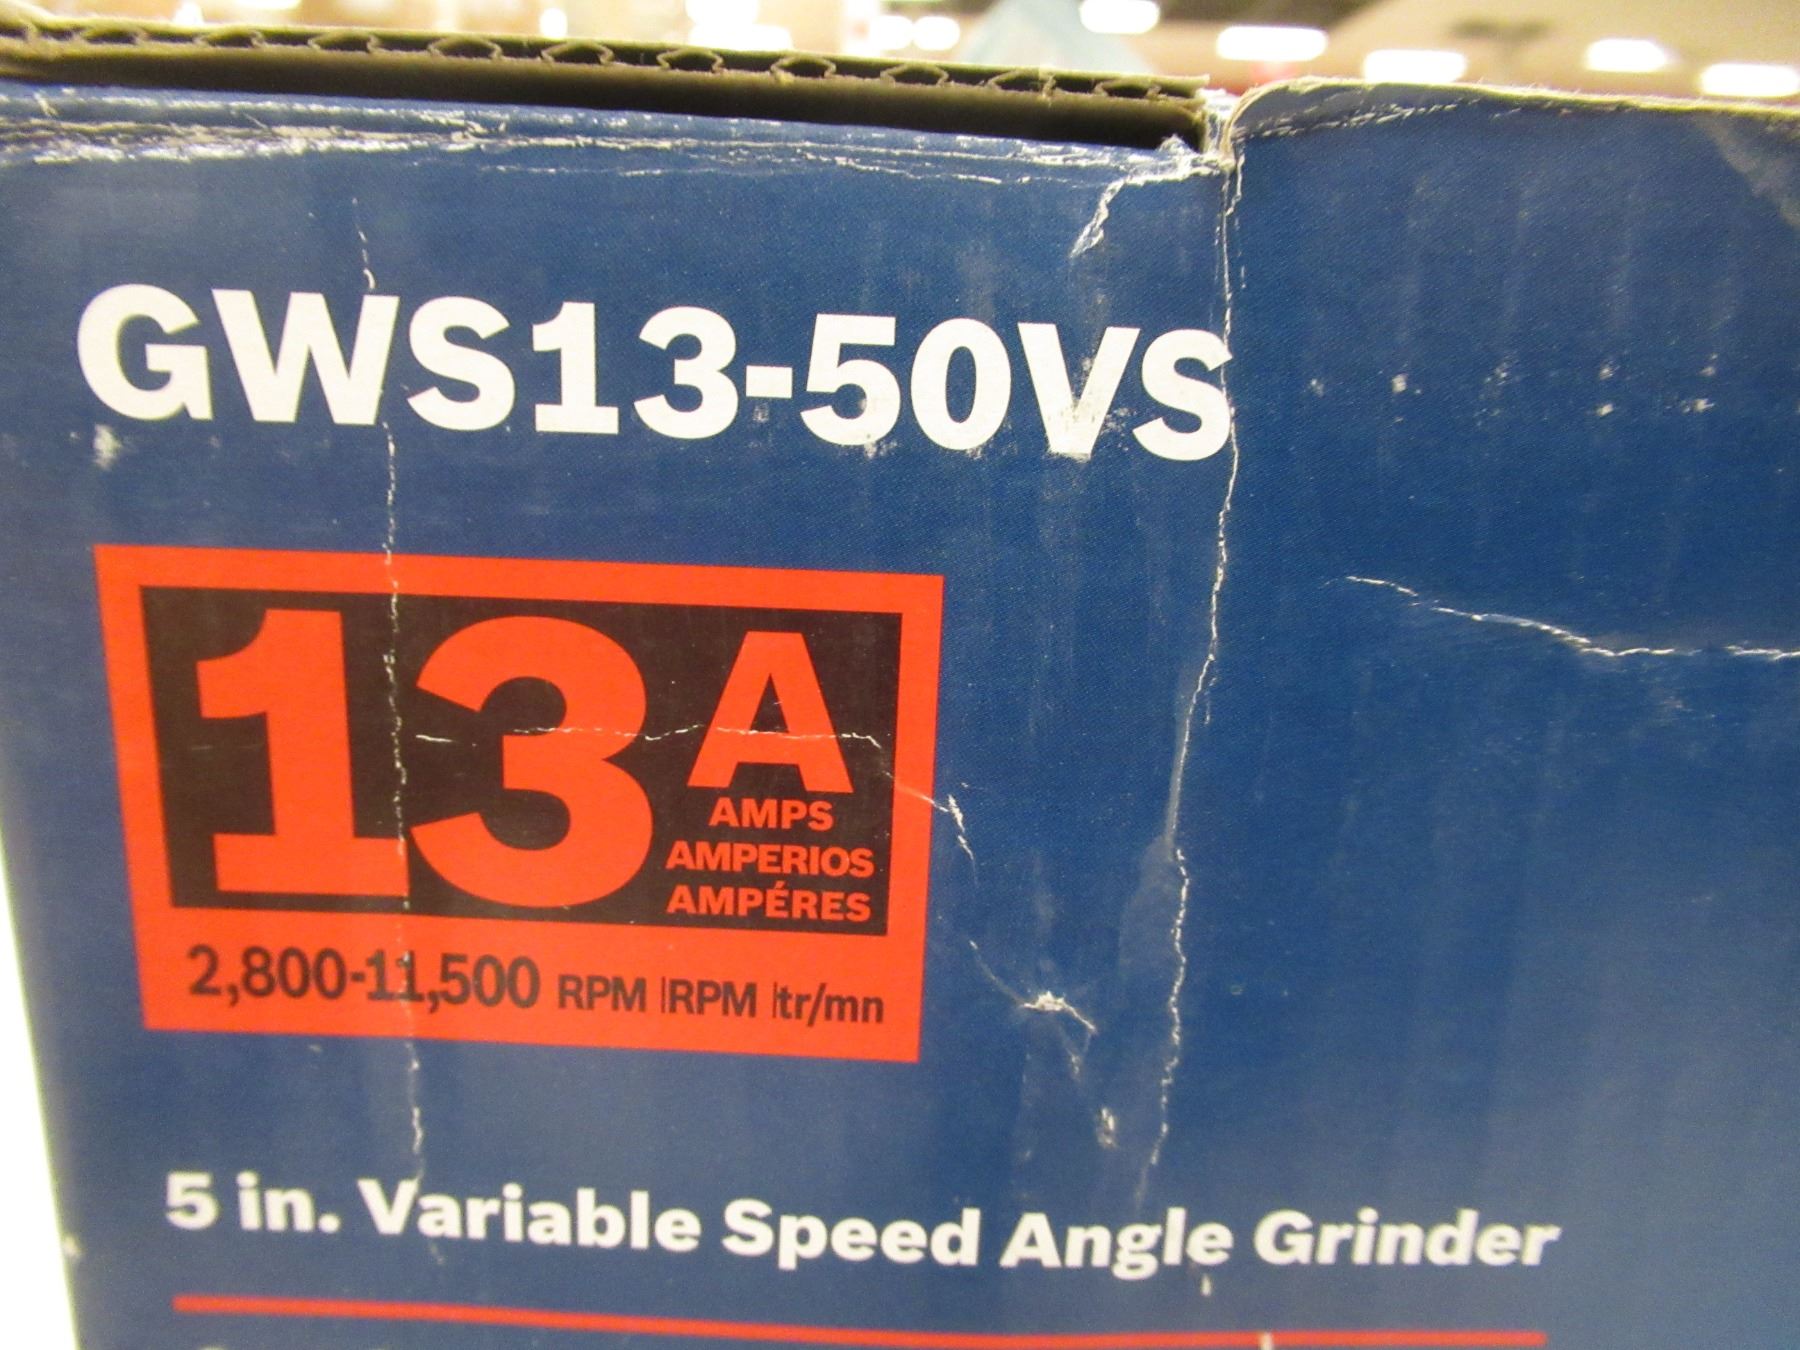 GWS13-50VS
13 A
AMPS
AMPERIOS
AMPÉRES
2,800-11,500 RPM |RPM |tr/mn
5 in. Variable Speed Angle Grinder